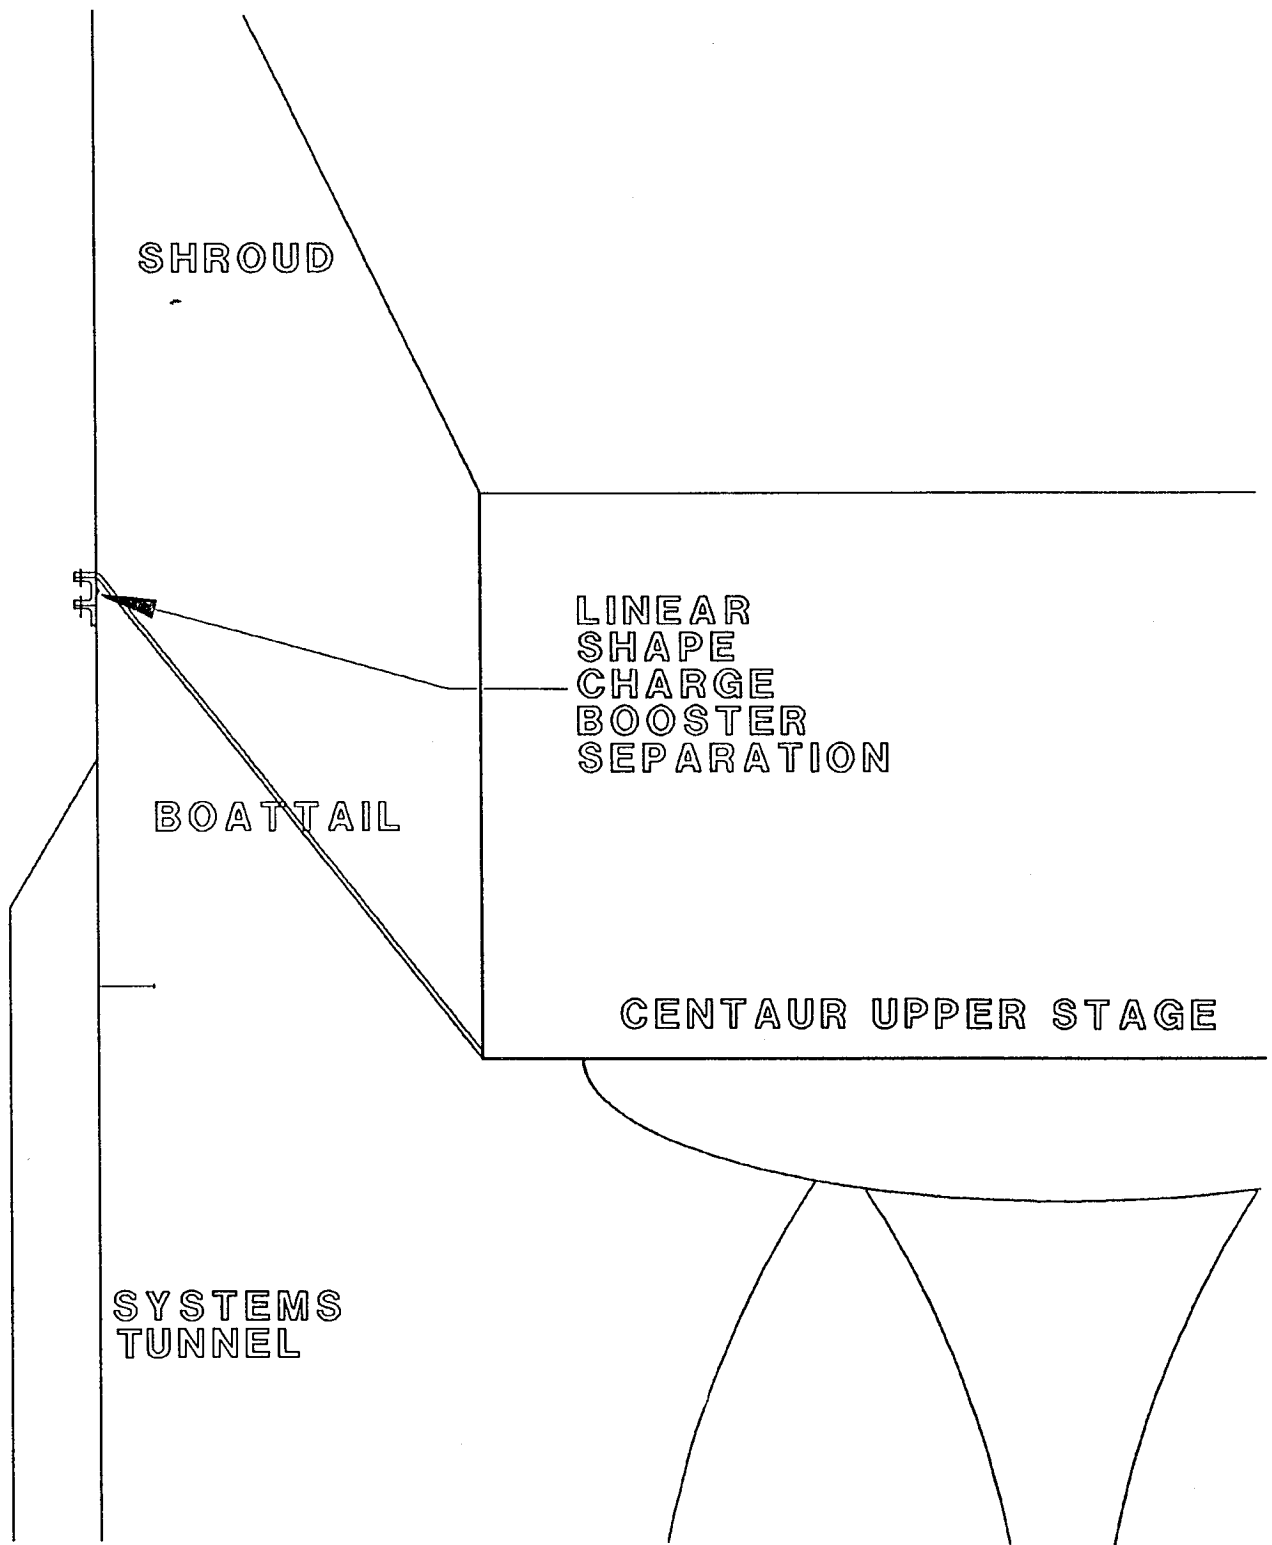 SHROUD
LINEAR
SHAPE
CHARGE
BOOSTER
SEPARATION
BOATTAIL
CENTAUR UPPER STAGE
SYSTEMS
TUNNEL